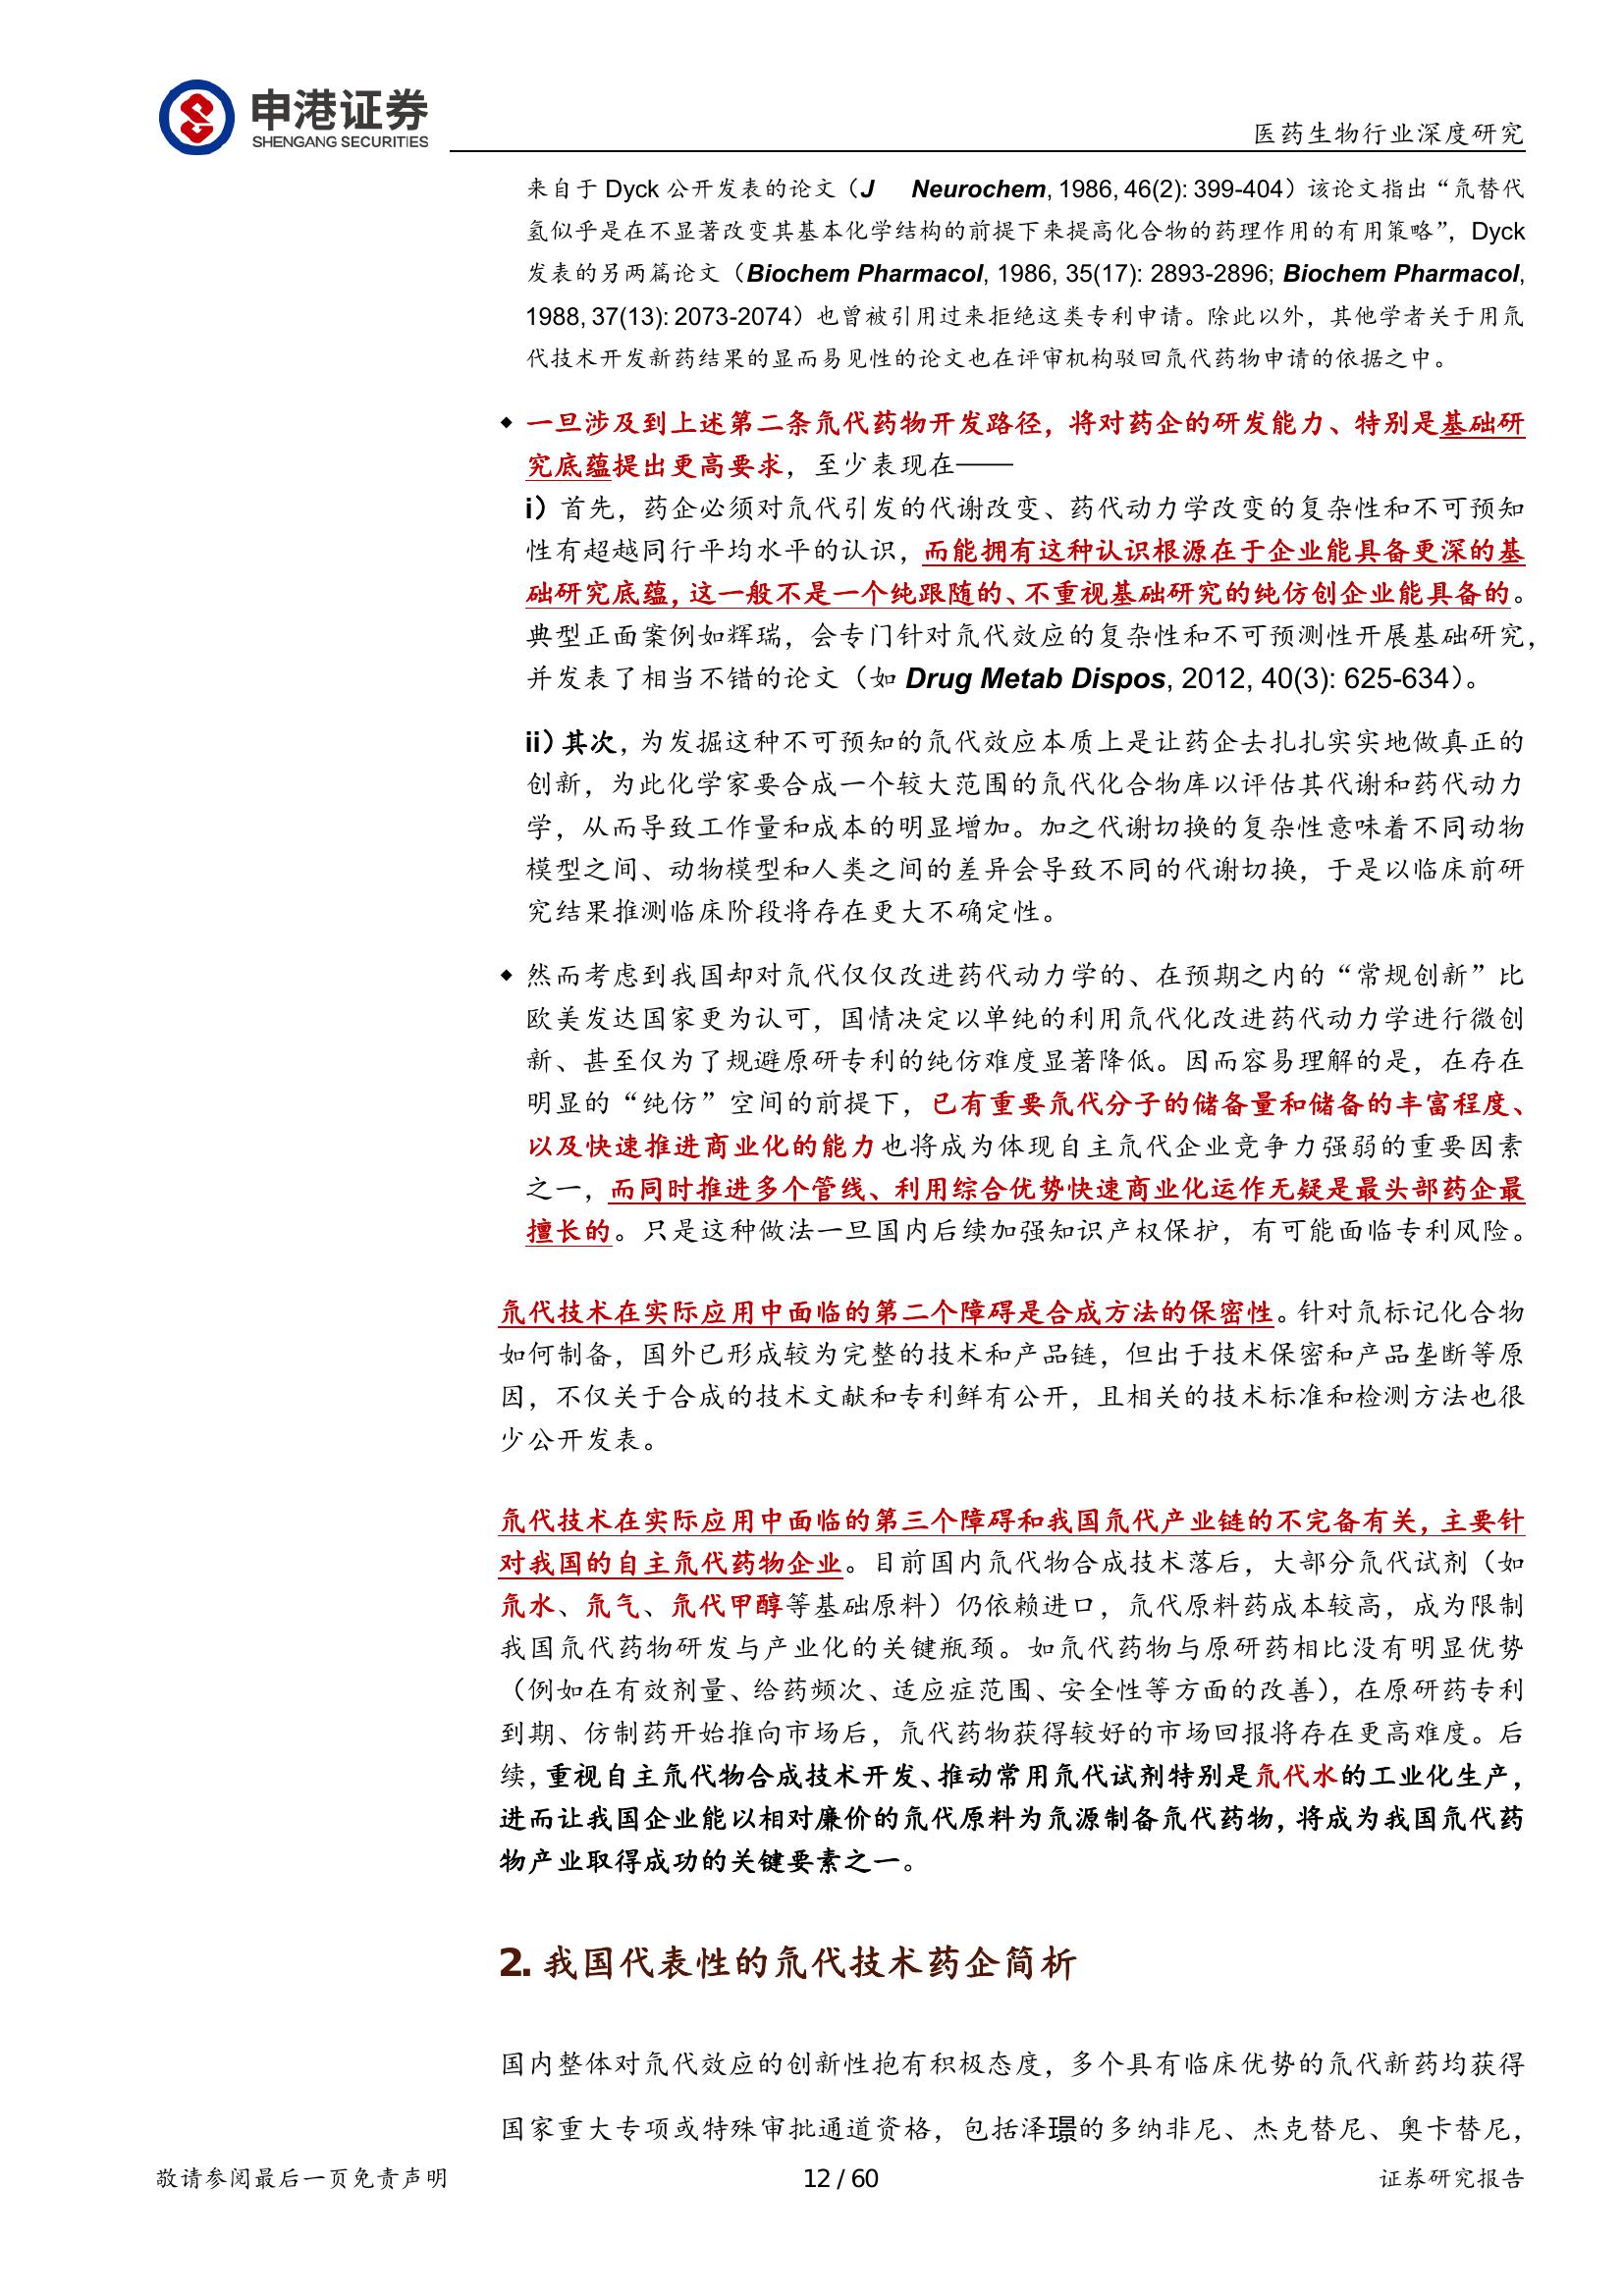 申港证券
SHENGANG SECURITIES
医药生物行业深度研究
来自于 Dyck 公开发表的论文（J Neurochem, 1986, 46(2): 399-404）该论文指出“氘替代
氢似乎是在不显著改变其基本化学结构的前提下来提高化合物的药理作用的有用策略”，Dyck
发表的另两篇论文（Biochem Pharmacol, 1986, 35(17): 2893-2896; Biochem Pharmacol,
1988, 37(13): 2073-2074）也曾被引用过来拒绝这类专利申请。除此以外，其他学者关于用氘
代技术开发新药结果的显而易见性的论文也在评审机构驳回氘代药物申请的依据之中。
◆ 一旦涉及到上述第二条氘代药物开发路径，将对药企的研发能力、特别是基础研
究底蕴提出更高要求，至少表现在——
i）首先，药企必须对氘代引发的代谢改变、药代动力学改变的复杂性和不可预知
性有超越同行平均水平的认识，而能拥有这种认识根源在于企业能具备更深的基
础研究底蕴，这一般不是一个纯跟随的、不重视基础研究的纯仿创企业能具备的。
典型正面案例如辉瑞，会专门针对氘代效应的复杂性和不可预测性开展基础研究，
并发表了相当不错的论文（如 Drug Metab Dispos, 2012, 40(3): 625-634）。
ii）其次，为发掘这种不可预知的氘代效应本质上是让药企去扎扎实实地做真正的
创新，为此化学家要合成一个较大范围的氘代化合物库以评估其代谢和药代动力
学，从而导致工作量和成本的明显增加。加之代谢切换的复杂性意味着不同动物
模型之间、动物模型和人类之间的差异会导致不同的代谢切换，于是以临床前研
究结果推测临床阶段将存在更大不确定性。
◆ 然而考虑到我国却对氘代仅仅改进药代动力学的、在预期之内的“常规创新”比
欧美发达国家更为认可，国情决定以单纯的利用氘代化改进药代动力学进行微创
新、甚至仅为了规避原研专利的纯仿难度显著降低。因而容易理解的是，在存在
明显的“纯仿”空间的前提下，已有重要氘代分子的储备量和储备的丰富程度、
以及快速推进商业化的能力也将成为体现自主氘代企业竞争力强弱的重要因素
之一，而同时推进多个管线、利用综合优势快速商业化运作无疑是最头部药企最
擅长的。只是这种做法一旦国内后续加强知识产权保护，有可能面临专利风险。
氘代技术在实际应用中面临的第二个障碍是合成方法的保密性。针对氘标记化合物
如何制备，国外已形成较为完整的技术和产品链，但出于技术保密和产品垄断等原
因，不仅关于合成的技术文献和专利鲜有公开，且相关的技术标准和检测方法也很
少公开发表。
氘代技术在实际应用中面临的第三个障碍和我国氘代产业链的不完备有关，主要针
对我国的自主氘代药物企业。目前国内氘代物合成技术落后，大部分氘代试剂（如
氘水、氘气、氘代甲醇等基础原料）仍依赖进口，氘代原料药成本较高，成为限制
我国氘代药物研发与产业化的关键瓶颈。如氘代药物与原研药相比没有明显优势
（例如在有效剂量、给药频次、适应症范围、安全性等方面的改善），在原研药专利
到期、仿制药开始推向市场后，氘代药物获得较好的市场回报将存在更高难度。后
续，重视自主氘代物合成技术开发、推动常用氘代试剂特别是氘代水的工业化生产，
进而让我国企业能以相对廉价的氘代原料为氘源制备氘代药物，将成为我国氘代药
物产业取得成功的关键要素之一。
2. 我国代表性的氘代技术药企简析
国内整体对氘代效应的创新性抱有积极态度，多个具有临床优势的氘代新药均获得
国家重大专项或特殊审批通道资格，包括泽璟的多纳非尼、杰克替尼、奥卡替尼，
敬请参阅最后一页免责声明
12 / 60
证券研究报告